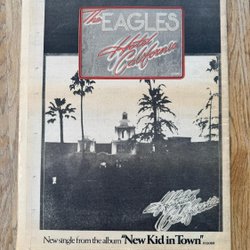 The
EAGLES
Hotel
California
Hotel
California
New single from the album "New Kid in Town"